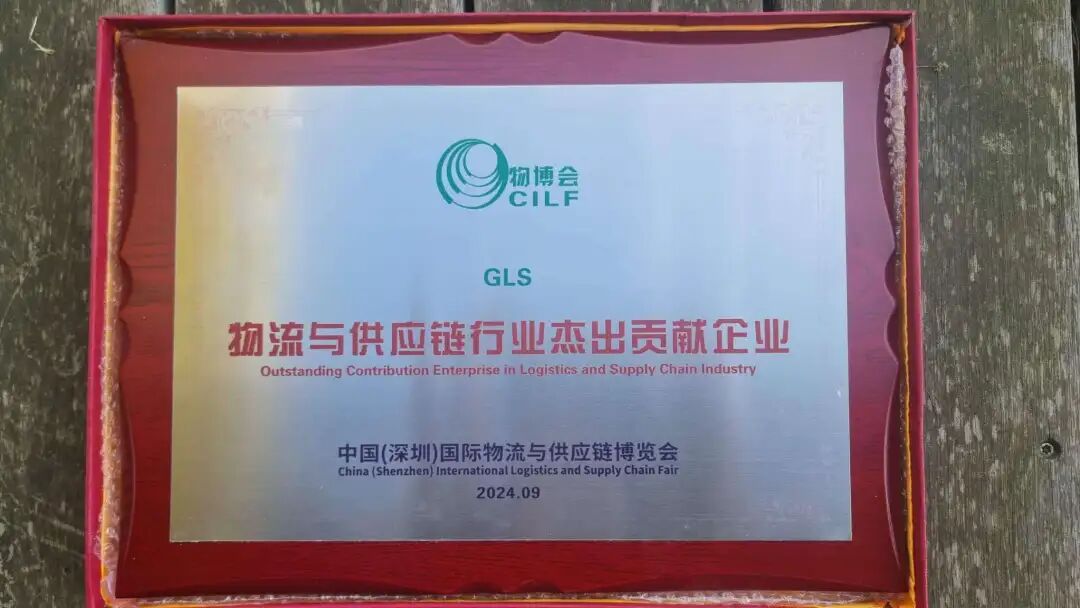 物博会
CILF
GLS
物流与供应链行业杰出贡献企业
Outstanding Contribution Enterprise in Logistics and Supply Chain Industry
中国(深圳)国际物流与供应链博览会
China (Shenzhen) International Logistics and Supply Chain Fair
2024.09